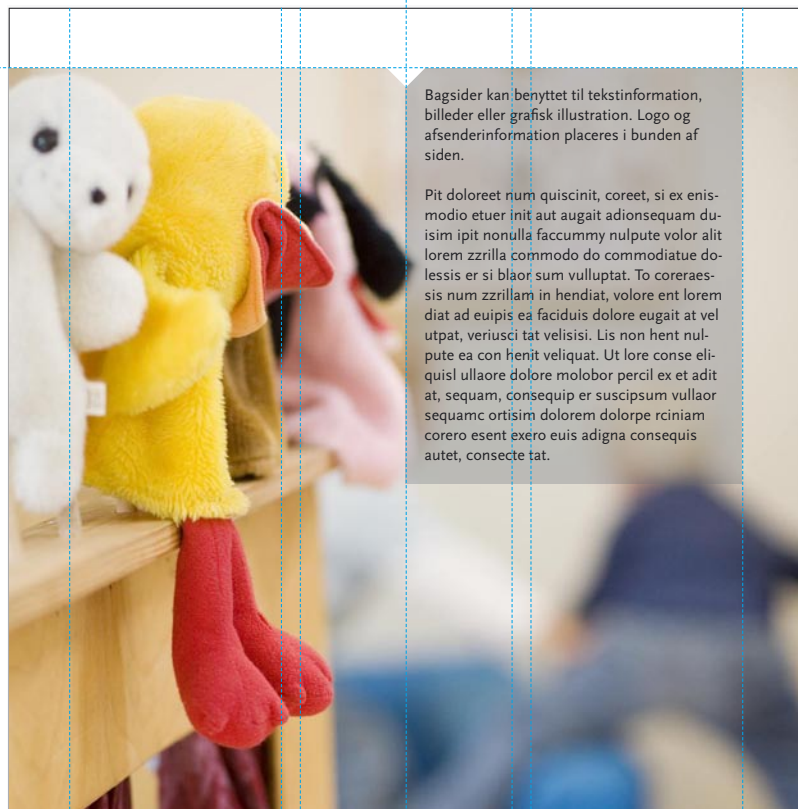 Bagsider kan benyttet til tekstinformation,
billeder eller grafisk illustration. Logo og
afsenderinformation placeres i bunden af
siden.
Pit doloreet num quiscinit, coreet, si ex enis-
modio etuer init aut augait adionsequam du-
isim ipit nonulla faccummy nulpute volor alit
lorem zzrilla commodo do commodiatue do-
lessis er si blaor sum vulluptat. To coreraes-
sis num zzrillam in hendiat, volore ent lorem
diat ad euipis ea faciduis dolore eugait at vel
utpat, veriusci tat velisisi. Lis non hent nul-
pute ea con henit veliquat. Ut lore conse eli-
quisl ullaore dolore molobor percil ex et adit
at, sequam, consequip er suscipsum vullaor
sequamc ortisim dolorem dolorpe rciniam
corero esent exero euis adigna consequis
autet, consecte tat.